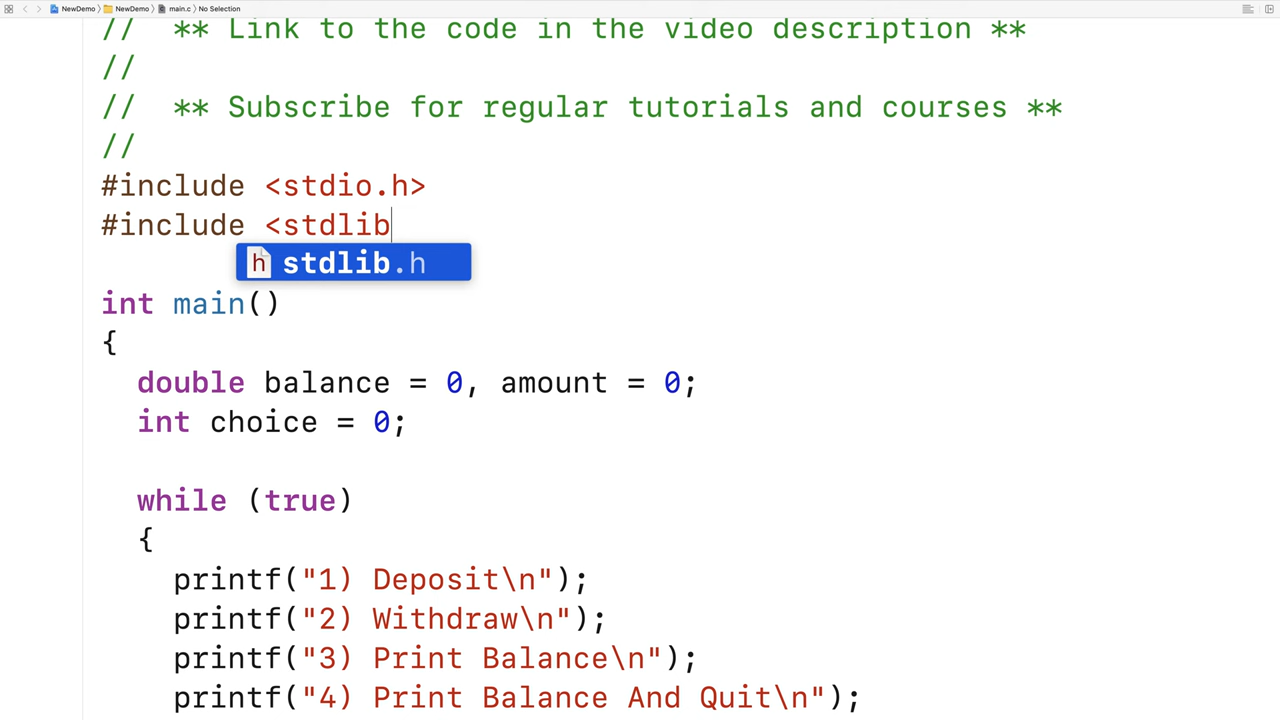 NewDemo NewDemo main.c No Selection
// ** Link to the code in the video description **
//
// ** Subscribe for regular tutorials and courses **
//
#include <stdio.h>
#include <stdlib
h stdlib.h
int main()
{
double balance = 0, amount = 0;
int choice = 0;
while (true)
{
printf("1) Deposit\n");
printf("2) Withdraw\n");
printf("3) Print Balance\n");
printf("4) Print Balance And Quit\n");